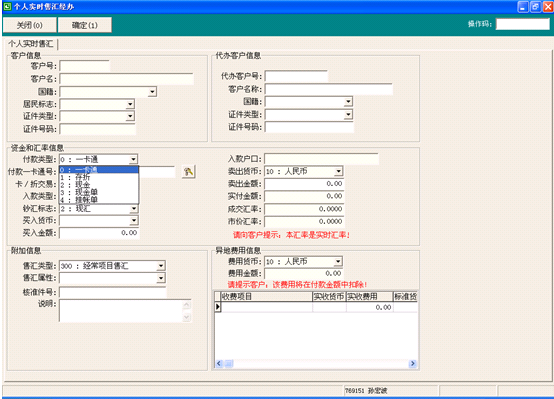 个人实时售汇经办
关闭(O)
确定(1)
操作码:
个人实时售汇
客户信息
客户号:
客户名:
国籍:
居民标志:
证件类型:
证件号码:
代办客户信息
代办客户号:
客户名称:
国籍:
证件类型:
证件号码:
资金和汇率信息
付款类型: 0 : 一卡通
付款一卡通号:
卡/折交易:
入款类型:
0 : 一卡通
1 : 存折
2 : 现金
3 : 现金单
4 : 挂帐单
钞汇标志: 2 : 现汇
买入货币:
买入金额: 0.00
入款户口:
卖出货币: 10 : 人民币
卖出金额: 0.00
实付金额: 0.00
成交汇率: 0.0000
市价汇率: 0.0000
请向客户提示: 本汇率是实时汇率!
附加信息
售汇类型: 300 : 经常项目售汇
售汇属性:
核准件号:
说明:
异地费用信息
费用货币: 10 : 人民币
费用金额: 0.00
请提示客户: 该费用将在付款金额中扣除!
收费项目 实收货币 实收费用 标准货
0.00
769151 孙宏波